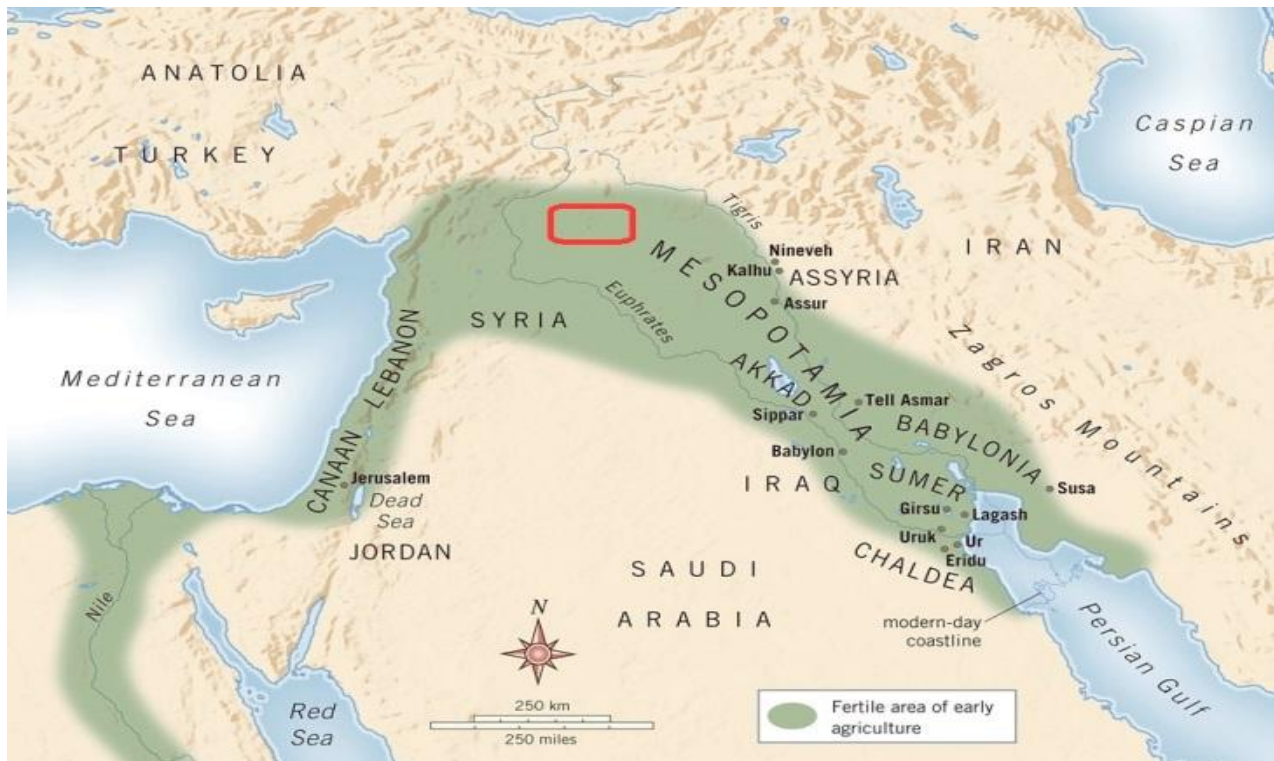 ANATOLIA
TURKEY
Caspian
Sea
Tigris
Nineveh
Kalhu
ASSYRIA
Assur
IRAN
MESOPOTAMIA
Euphrates
SYRIA
LEBANON
CANAAN
Mediterranean
Sea
AKKAD
Zagros Mountains
Tell Asmar
Sippar
BABYLONIA
Babylon
SUMER
IRAQ
Susa
Jerusalem
Dead
Sea
Girsu
Lagash
Uruk
Ur
Eridu
JORDAN
CHALDEA
SAUDI
ARABIA
Nile
N
modern-day
coastline
Persian Gulf
Red
Sea
250 km
250 miles
Fertile area of early
agriculture